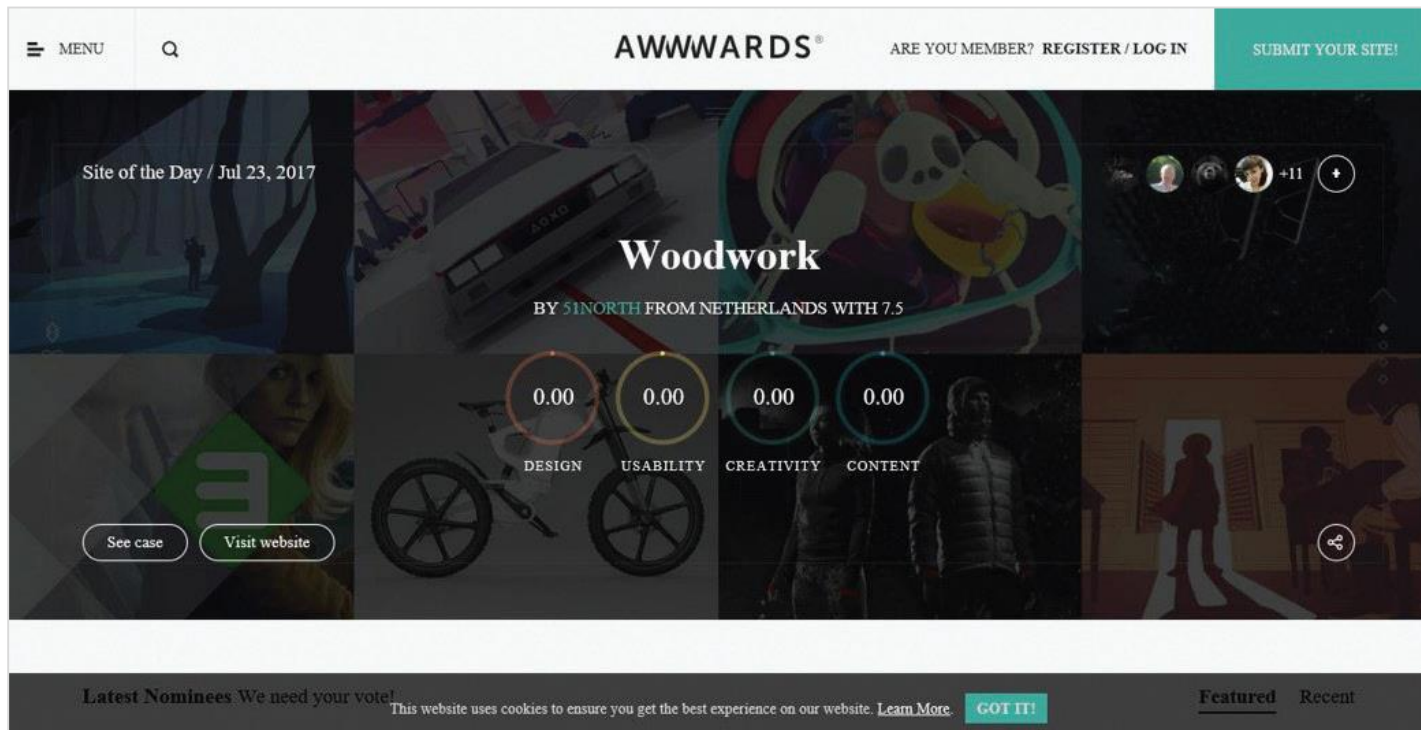 MENU
AWWWARDS®
ARE YOU MEMBER? REGISTER / LOG IN
SUBMIT YOUR SITE!
Site of the Day / Jul 23, 2017
+11
+
AOXO
Woodwork
BY 51NORTH FROM NETHERLANDS WITH 7.5
0.00 0.00 0.00 0.00
DESIGN USABILITY CREATIVITY CONTENT
See case Visit website
Latest Nominees We need your vote!
Featured Recent
This website uses cookies to ensure you get the best experience on our website. Learn More. GOT IT!